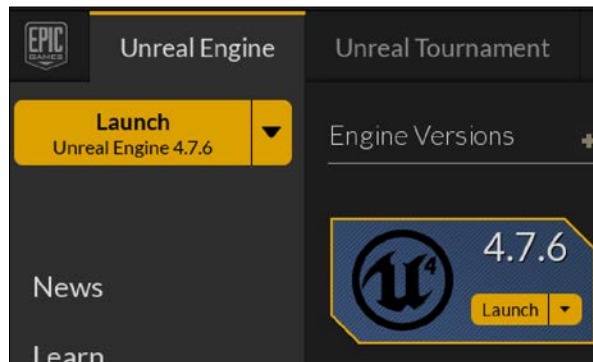 EPIC
GAMES
Unreal Engine
Unreal Tournament
Launch
Unreal Engine 4.7.6
Engine Versions
4.7.6
4
Launch
News
Learn